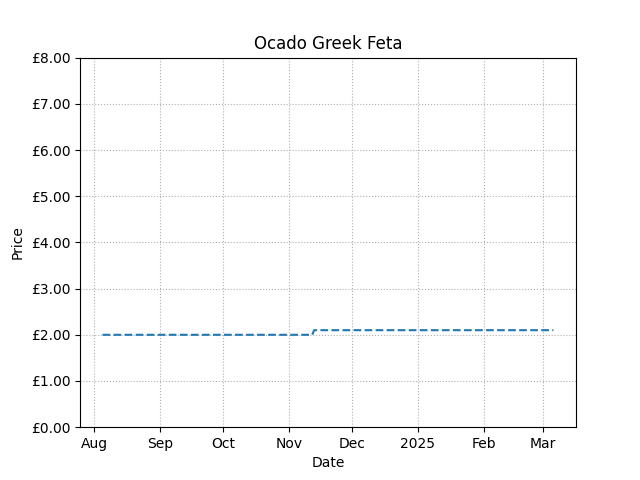 Ocado Greek Feta
£8.00
£7.00
£6.00
£5.00
£4.00
£3.00
£2.00
£1.00
£0.00
Price
Aug Sep Oct Nov Dec 2025 Feb Mar
Date